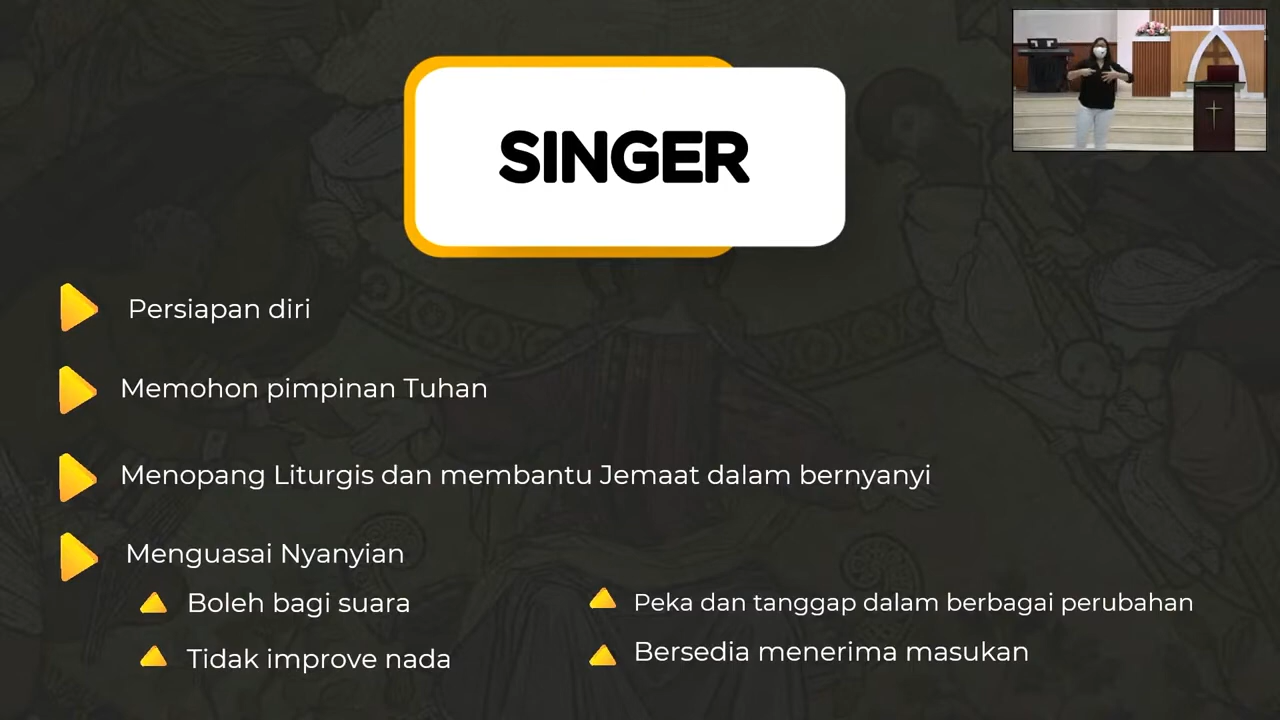 SINGER
Persiapan diri
Memohon pimpinan Tuhan
Menopang Liturgis dan membantu Jemaat dalam bernyanyi
Menguasai Nyanyian
Boleh bagi suara
Tidak improve nada
Peka dan tanggap dalam berbagai perubahan
Bersedia menerima masukan